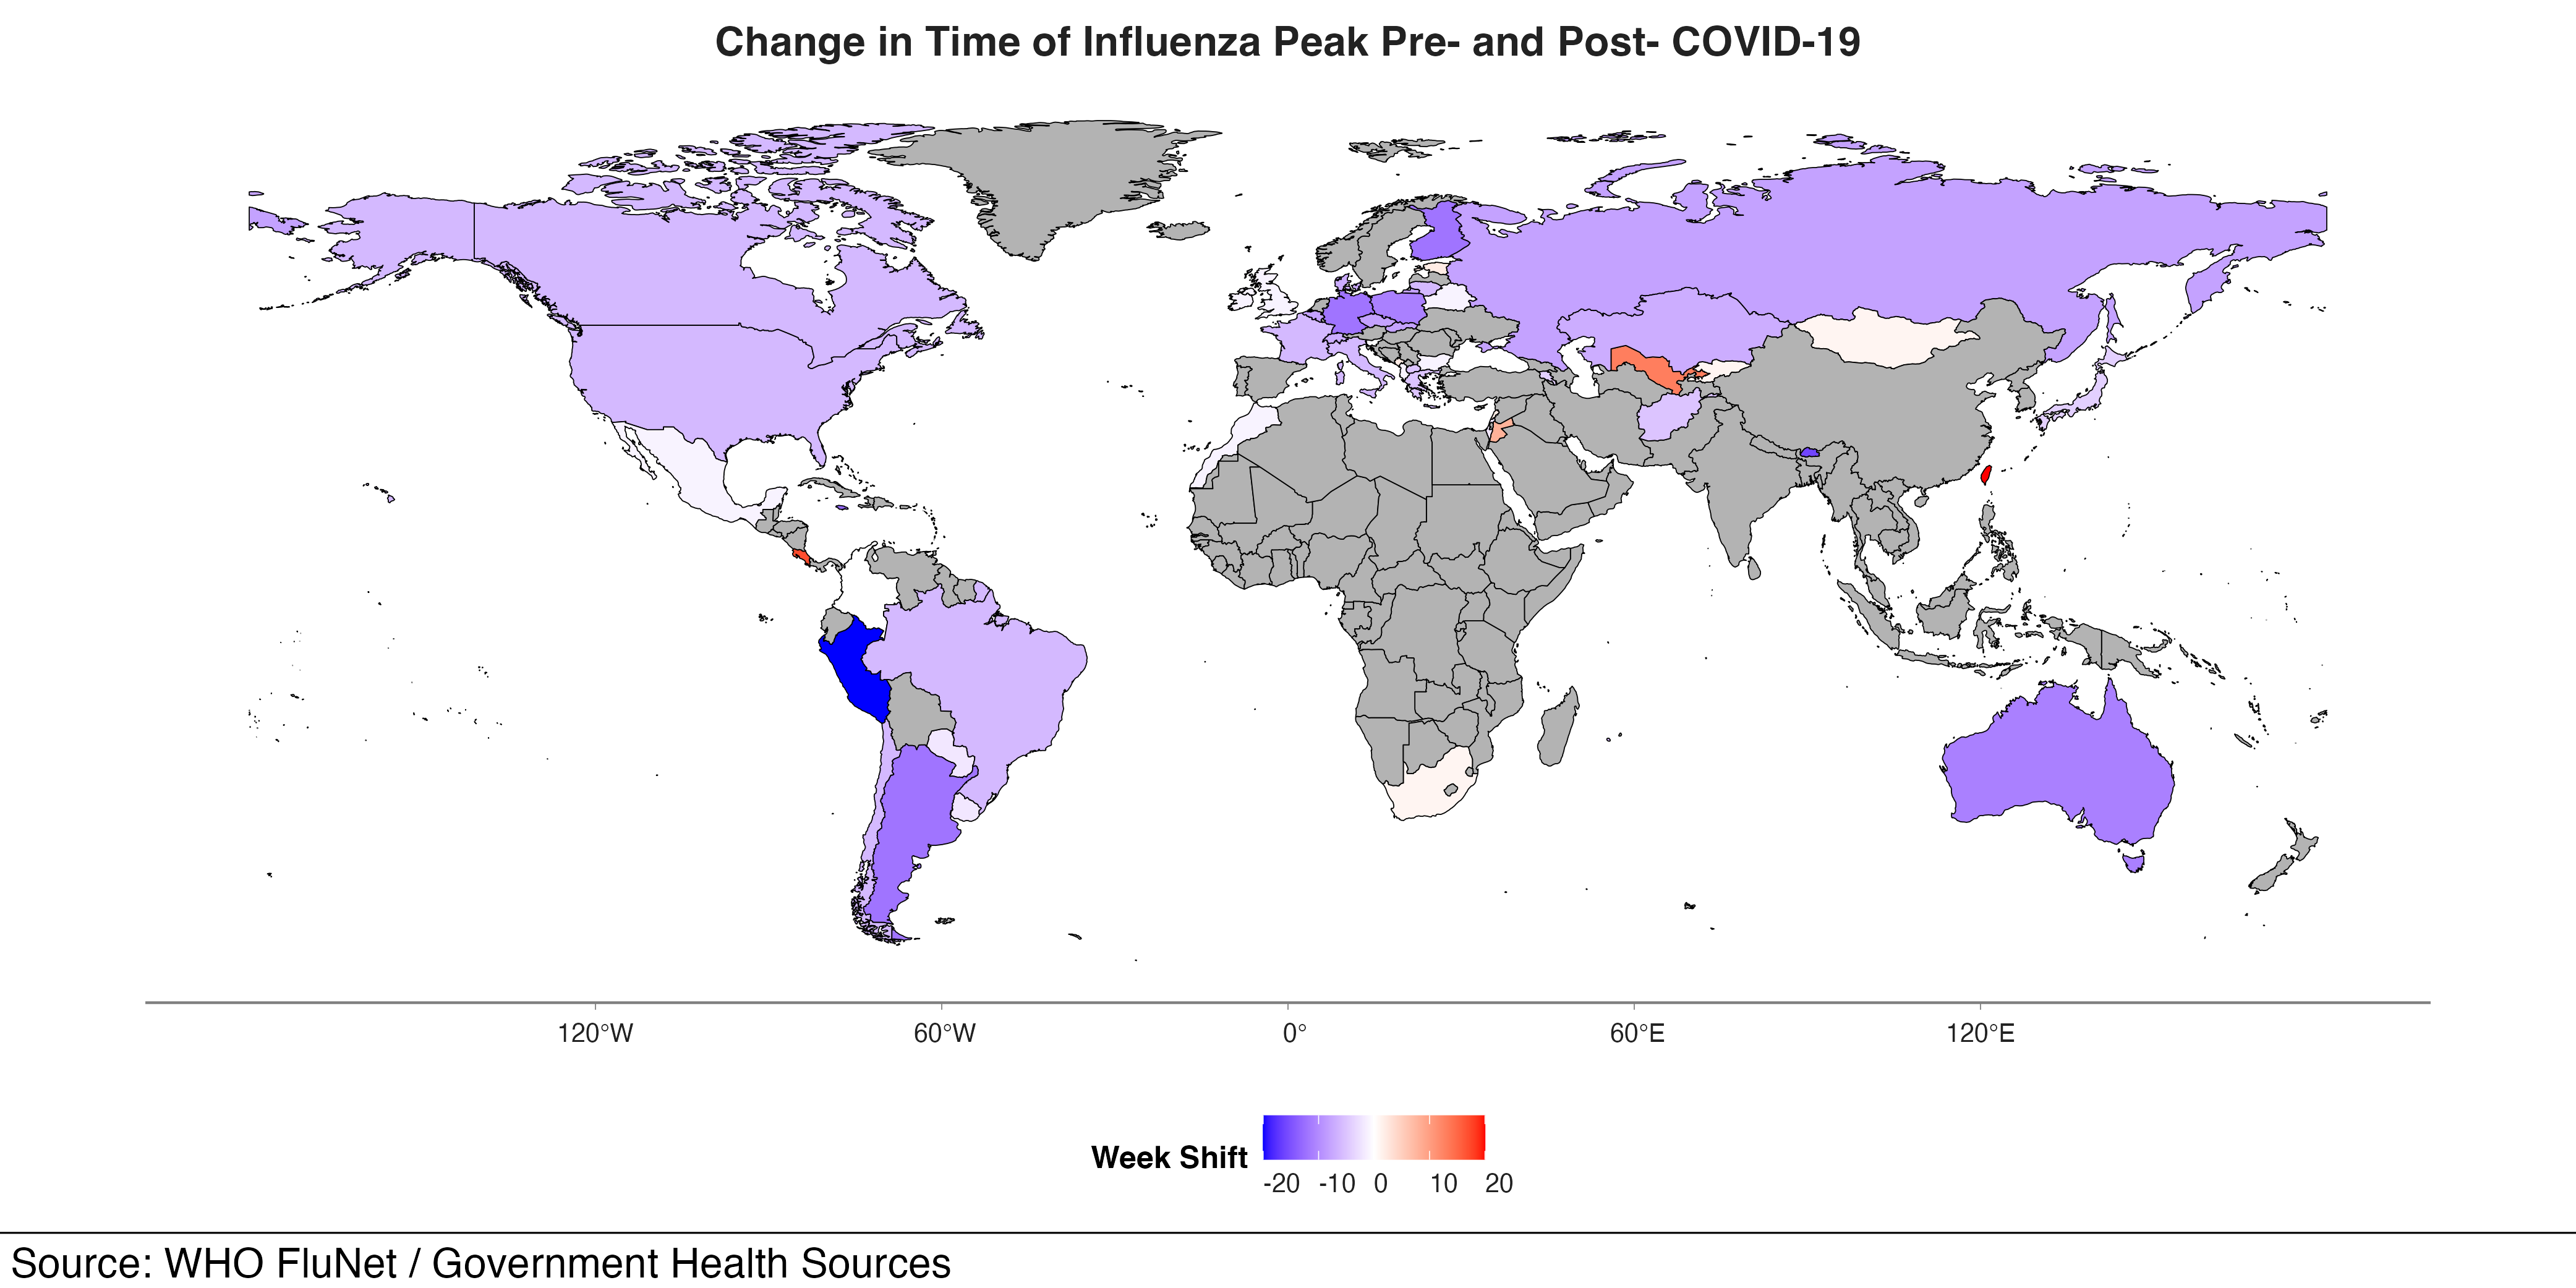 Change in Time of Influenza Peak Pre- and Post- COVID-19
120°W 60°W 0° 60°E 120°E
Week Shift
-20 -10 0 10 20
Source: WHO FluNet / Government Health Sources